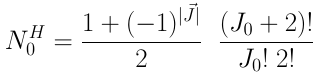 $N_0^H = \frac{1+(-1)^{|\vec{J}|}}{2} \frac{(J_0+2)!}{J_0!\,2!}$